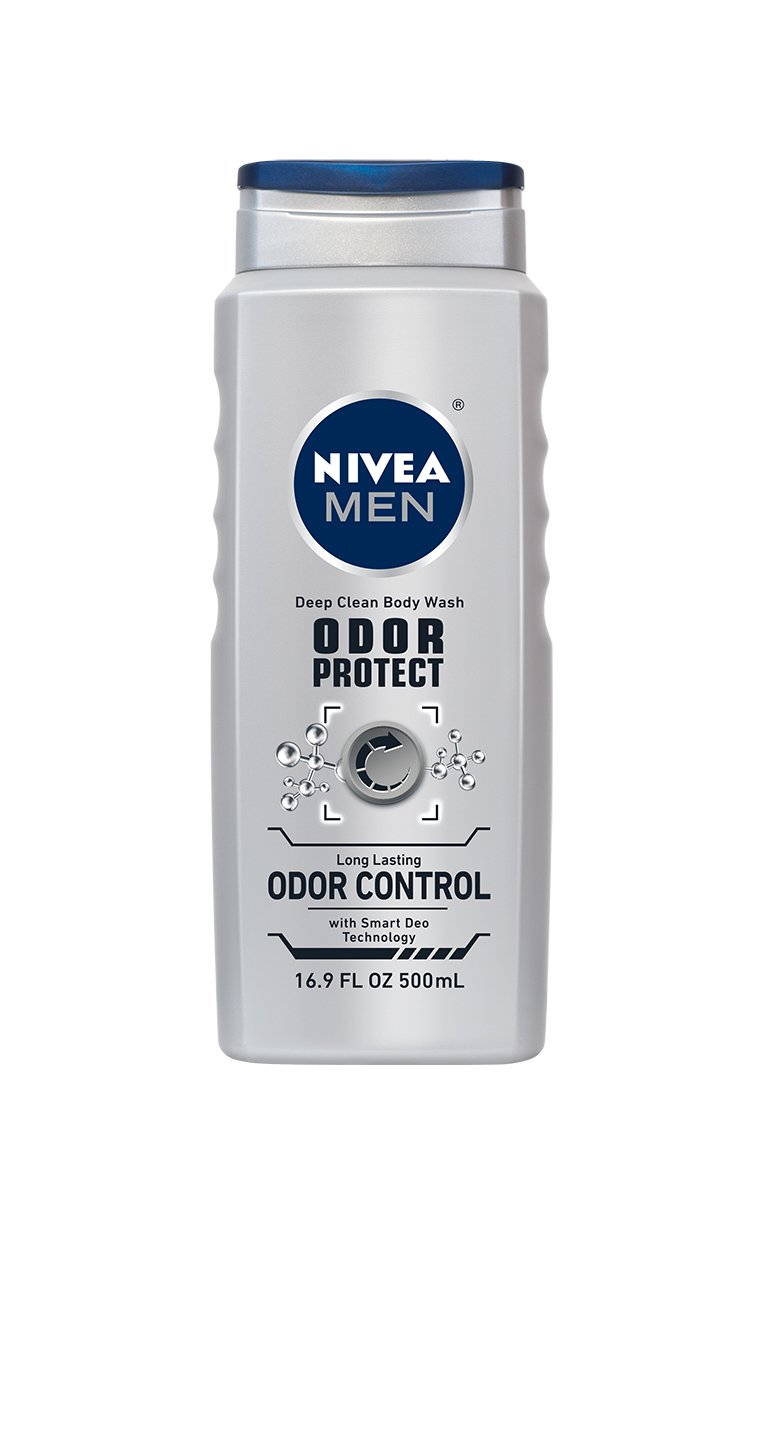 ®
NIVEA
MEN
Deep Clean Body Wash
ODOR
PROTECT
Long Lasting
ODOR CONTROL
with Smart Deo
Technology
16.9 FL OZ 500mL